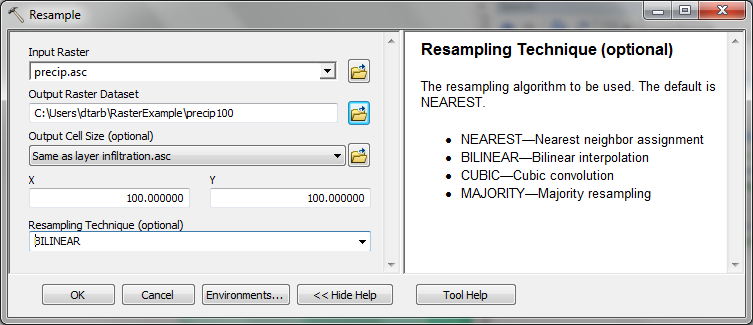 Resample
Input Raster
precip.asc
Output Raster Dataset
C:\Users\dtarb\RasterExample\precip100
Output Cell Size (optional)
Same as layer infiltration.asc
X Y
100.000000 100.000000
Resampling Technique (optional)
BILINEAR
Resampling Technique (optional)
The resampling algorithm to be used. The default is
NEAREST.
• NEAREST—Nearest neighbor assignment
• BILINEAR—Bilinear interpolation
• CUBIC—Cubic convolution
• MAJORITY—Majority resampling
OK Cancel Environments... << Hide Help Tool Help